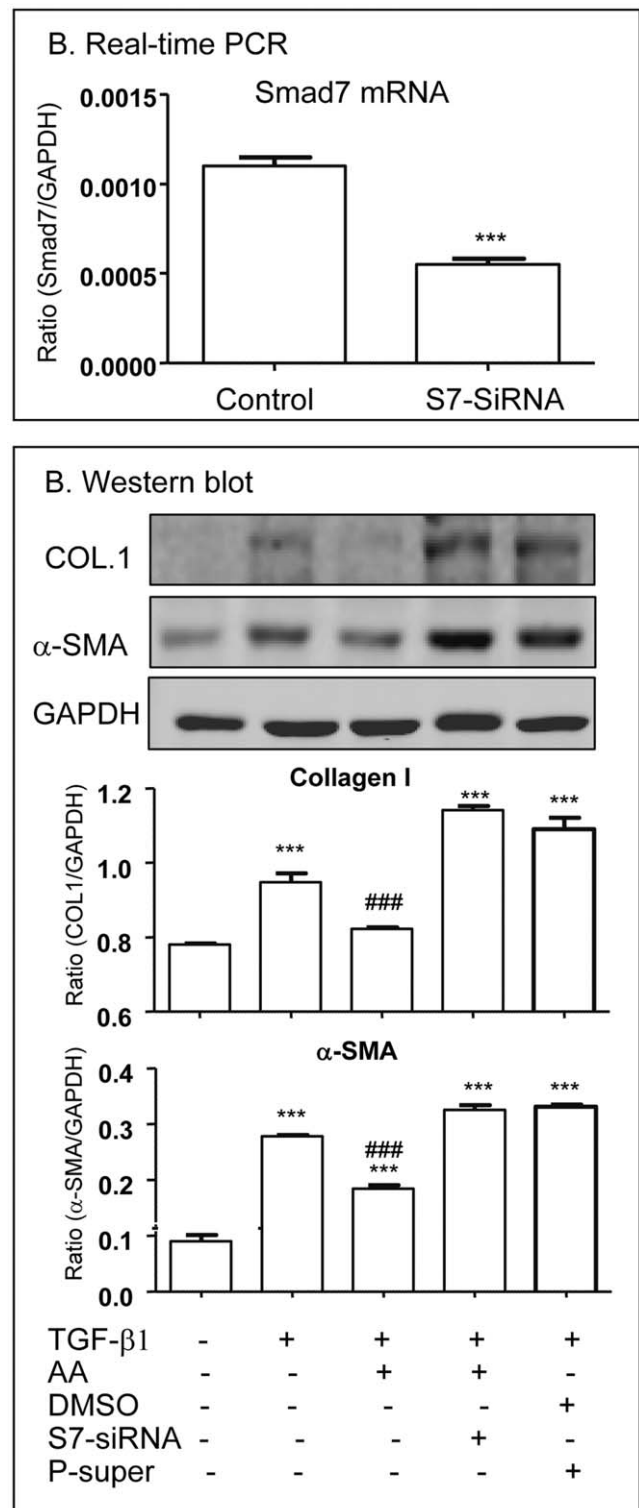 B. Real-time PCR
Smad7 mRNA
Ratio (Smad7/GAPDH)
0.0015
0.0010
0.0005
0.0000
***
Control S7-SiRNA
B. Western blot
COL.1
α-SMA
GAPDH
Collagen I
Ratio (COL1/GAPDH)
1.2
1.0
0.8
0.6
*** ### *** ***
α-SMA
Ratio (α-SMA/GAPDH)
0.4
0.3
0.2
0.1
0.0
*** ### *** *** ***
TGF-β1 - + + + +
AA - - + + -
DMSO - - - - +
S7-siRNA - - - + -
P-super - - - - +